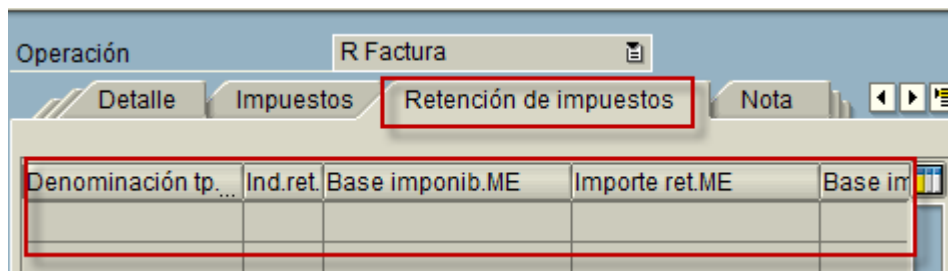 Operación R Factura
Detalle Impuestos Retención de impuestos Nota
Denominación tp... Ind.ret. Base imponib.ME Importe ret.ME Base im